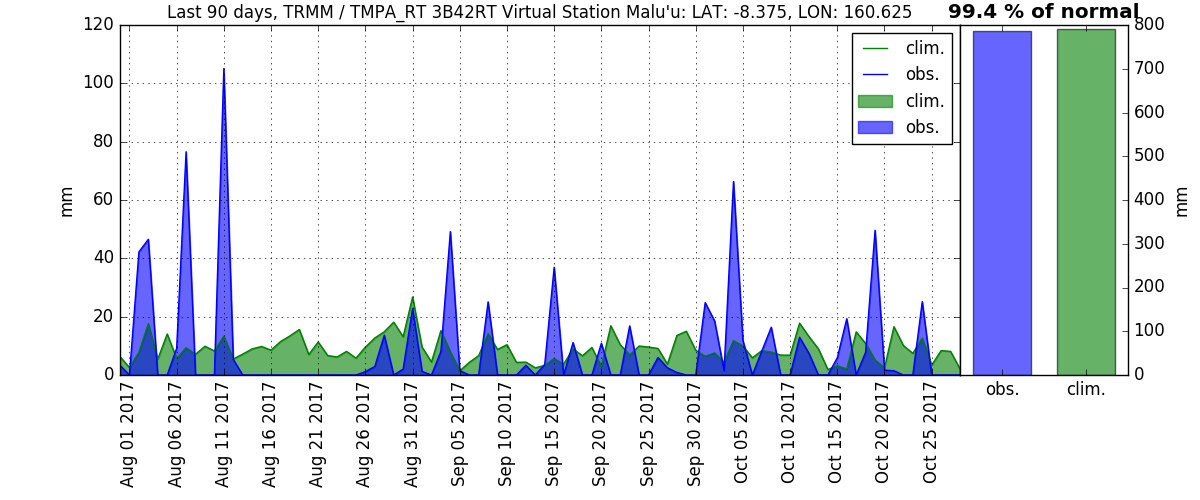 Last 90 days, TRMM / TMPA_RT 3B42RT Virtual Station Malu'u: LAT: -8.375, LON: 160.625
99.4 % of normal
120
100
80
60
40
20
0
mm
clim.
obs.
clim.
obs.
800
700
600
500
400
300
200
100
0
mm
Aug 01 2017
Aug 06 2017
Aug 11 2017
Aug 16 2017
Aug 21 2017
Aug 26 2017
Aug 31 2017
Sep 05 2017
Sep 10 2017
Sep 15 2017
Sep 20 2017
Sep 25 2017
Sep 30 2017
Oct 05 2017
Oct 10 2017
Oct 15 2017
Oct 20 2017
Oct 25 2017
obs.
clim.